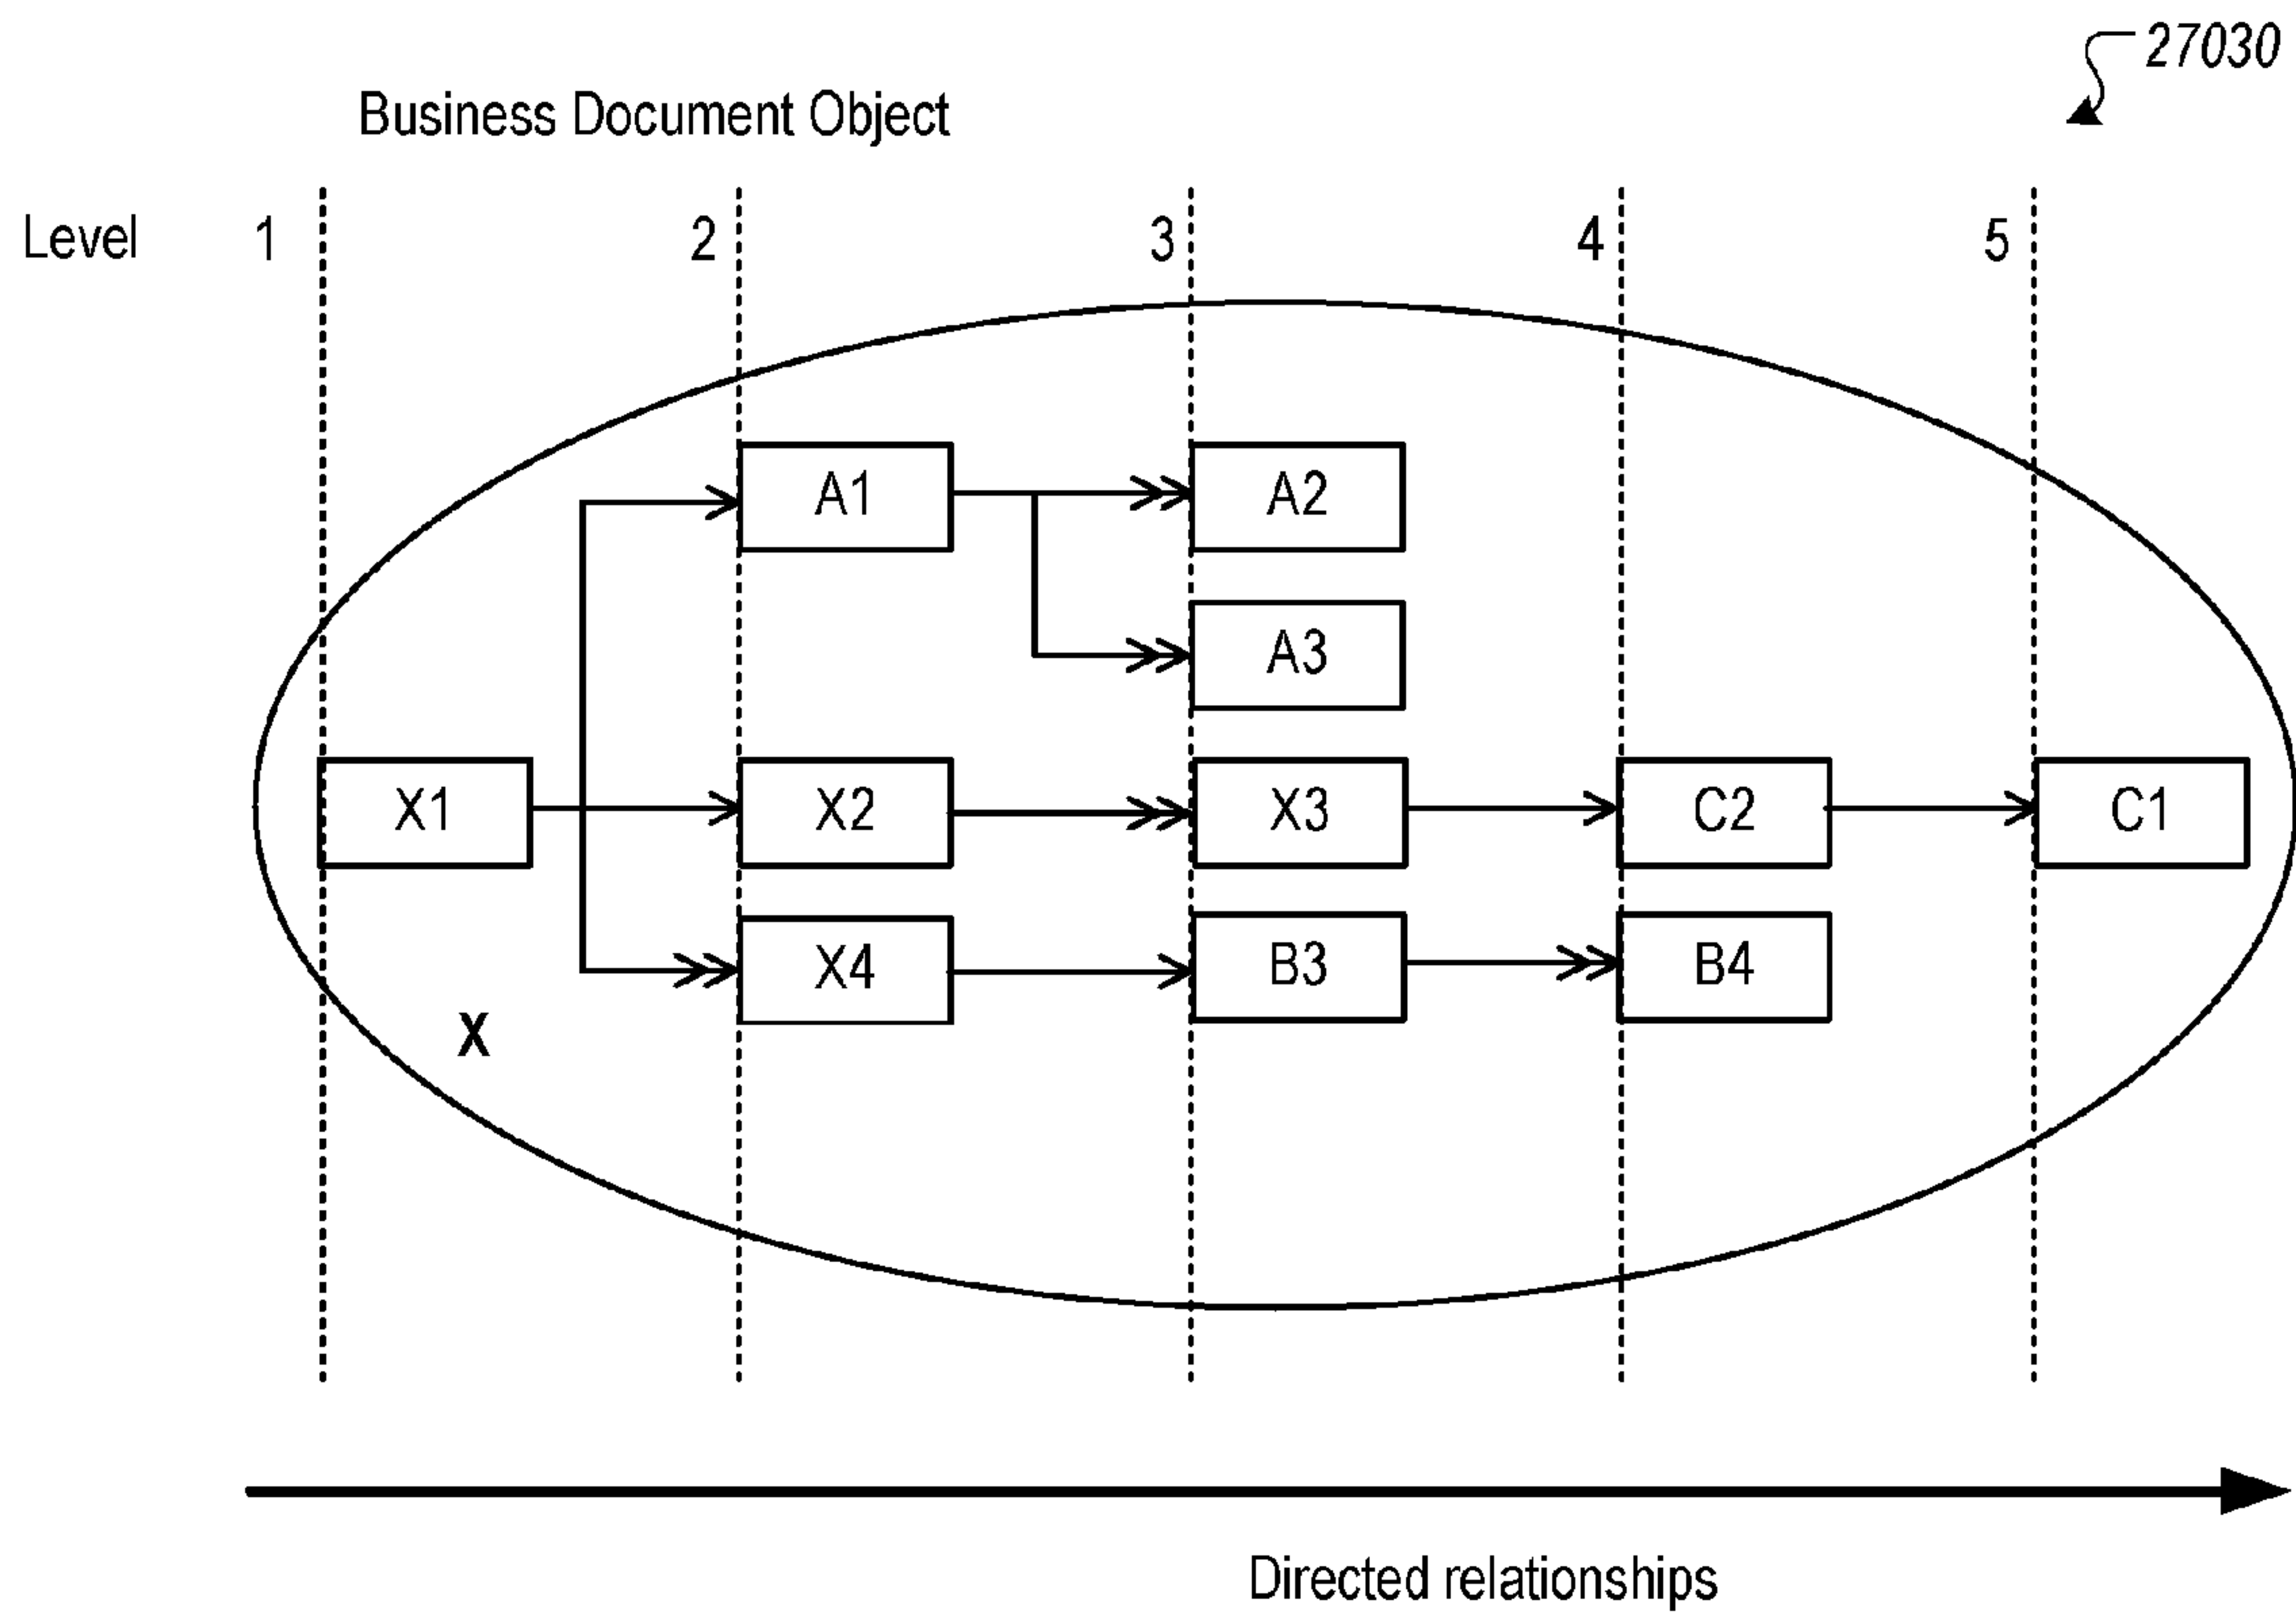 27030
Business Document Object
Level 1 2 3 4 5
A1 A2
A3
X1 X2 X3 C2 C1
X4 B3 B4
X
Directed relationships